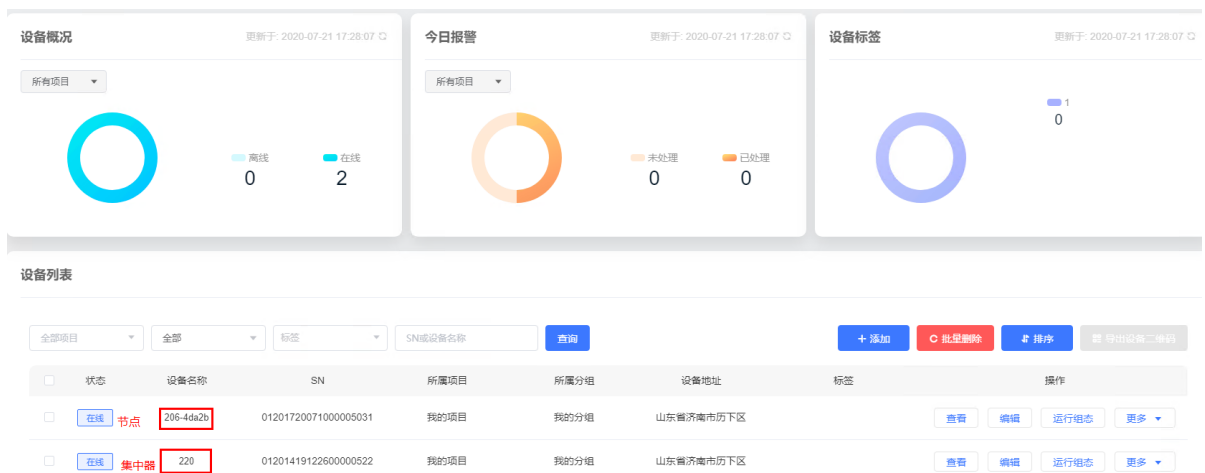 设备概况 更新于: 2020-07-21 17:28:07
今日报警 更新于: 2020-07-21 17:28:07
设备标签 更新于: 2020-07-21 17:28:07
所有项目
所有项目
离线 在线
0 2
未处理 已处理
0 0
1
0
设备列表
全部项目 全部 标签 SN或设备名称 查询 + 添加 批量删除 排序 导出设备二维码
状态 设备名称 SN 所属项目 所属分组 设备地址 标签 操作
在线 节点 206-4da2b 01201720071000005031 我的项目 我的分组 山东省济南市历下区 查看 编辑 运行组态 更多
在线 集中器 220 01201419122600000522 我的项目 我的分组 山东省济南市历下区 查看 编辑 运行组态 更多